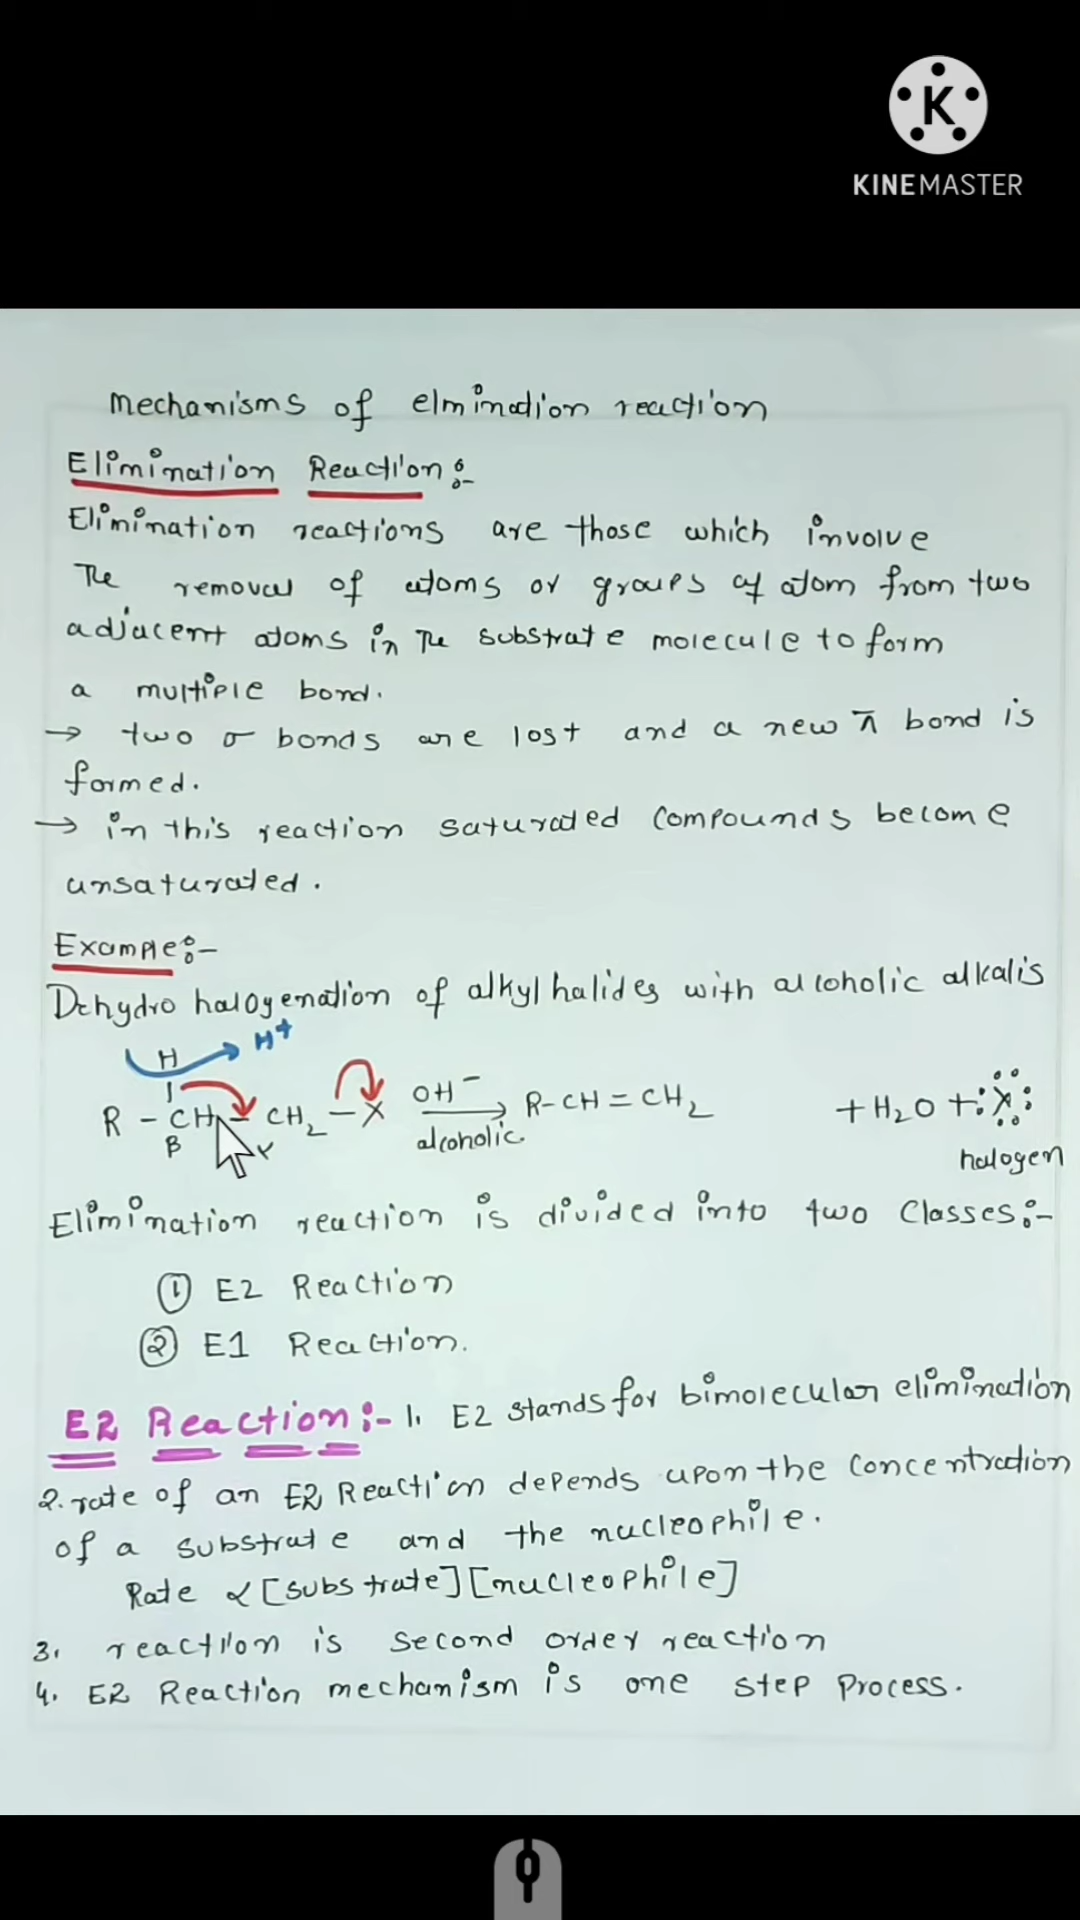 K
KINEMASTER
Mechanisms of elmination reaction
Elimination Reaction:-
Elimination reactions are those which involve
The removal of atoms or groups of atom from two
adjacent atoms in The substrate molecule to form
a multiple bond.
→ two σ bonds are lost and a new π bond is
formed.
→ in this reaction saturated compounds become
unsaturated.
Example:-
Dehydro halogenation of alkyl halides with alcoholic alkalis
H H+
R - CH - CH2 - X OH- → R-CH=CH2 + H2O + :X:
β alcoholic
halogen
Elimination reaction is divided into two classes:-
① E2 Reaction
② E1 Reaction.
E2 Reaction:- 1. E2 stands for bimolecular elimination
2. rate of an E2 Reaction depends upon the concentration
of a substrate and the nucleophile.
Rate α [substrate][nucleophile]
3. reaction is second order reaction
4. E2 Reaction mechanism is one step process.